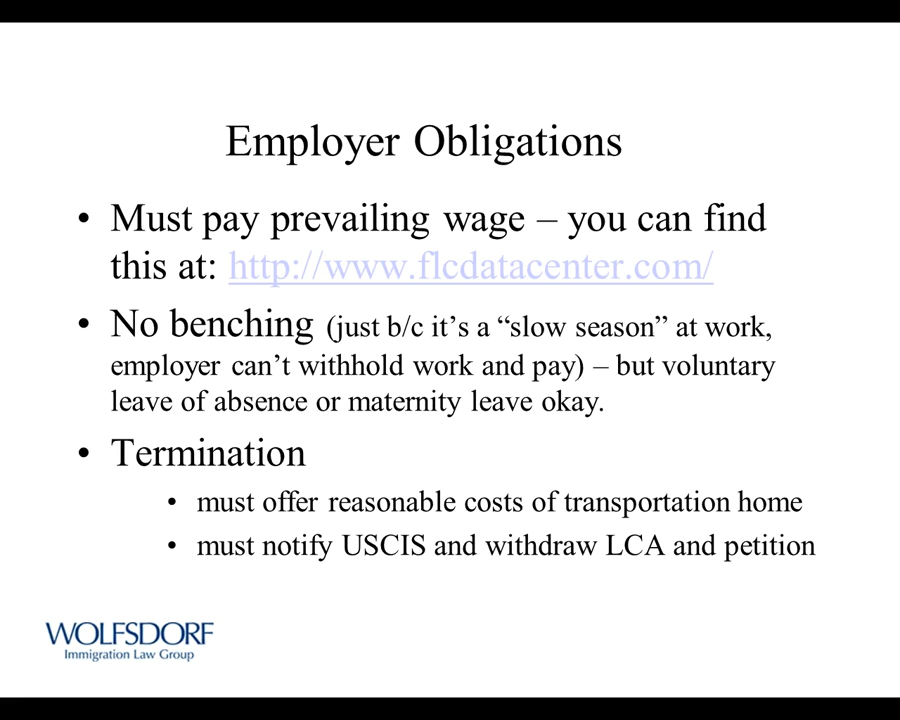 Employer Obligations
• Must pay prevailing wage – you can find
this at: http://www.flcdatacenter.com/
• No benching (just b/c it’s a “slow season” at work,
employer can’t withhold work and pay) – but voluntary
leave of absence or maternity leave okay.
• Termination
• must offer reasonable costs of transportation home
• must notify USCIS and withdraw LCA and petition
WOLFSDORF
Immigration Law Group